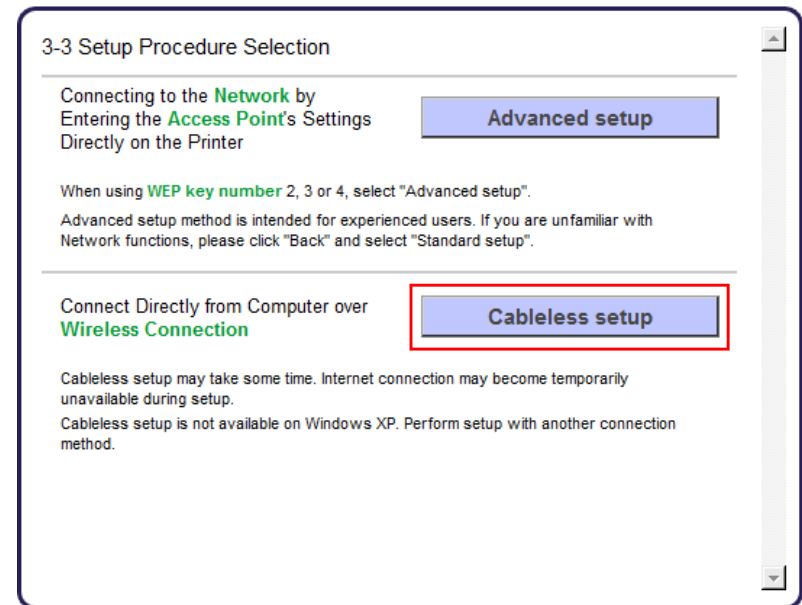 3-3 Setup Procedure Selection
Connecting to the Network by
Entering the Access Point's Settings
Directly on the Printer
Advanced setup
When using WEP key number 2, 3 or 4, select "Advanced setup".
Advanced setup method is intended for experienced users. If you are unfamiliar with
Network functions, please click "Back" and select "Standard setup".
Connect Directly from Computer over
Wireless Connection
Cableless setup
Cableless setup may take some time. Internet connection may become temporarily
unavailable during setup.
Cableless setup is not available on Windows XP. Perform setup with another connection
method.